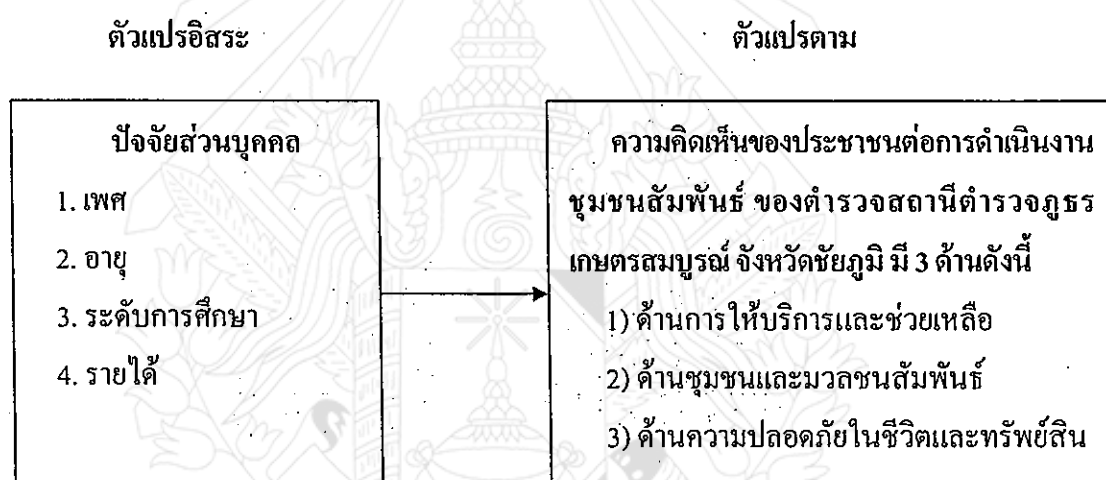 ตัวแปรอิสระ
ตัวแปรตาม
ปัจจัยส่วนบุคคล
1. เพศ
2. อายุ
3. ระดับการศึกษา
4. รายได้
ความคิดเห็นของประชาชนต่อการดำเนินงาน
ชุมชนสัมพันธ์ ของตำรวจสถานีตำรวจภูธร
เกษตรสมบูรณ์ จังหวัดชัยภูมิ มี 3 ด้านดังนี้
1) ด้านการให้บริการและช่วยเหลือ
2) ด้านชุมชนและมวลชนสัมพันธ์
3) ด้านความปลอดภัยในชีวิตและทรัพย์สิน